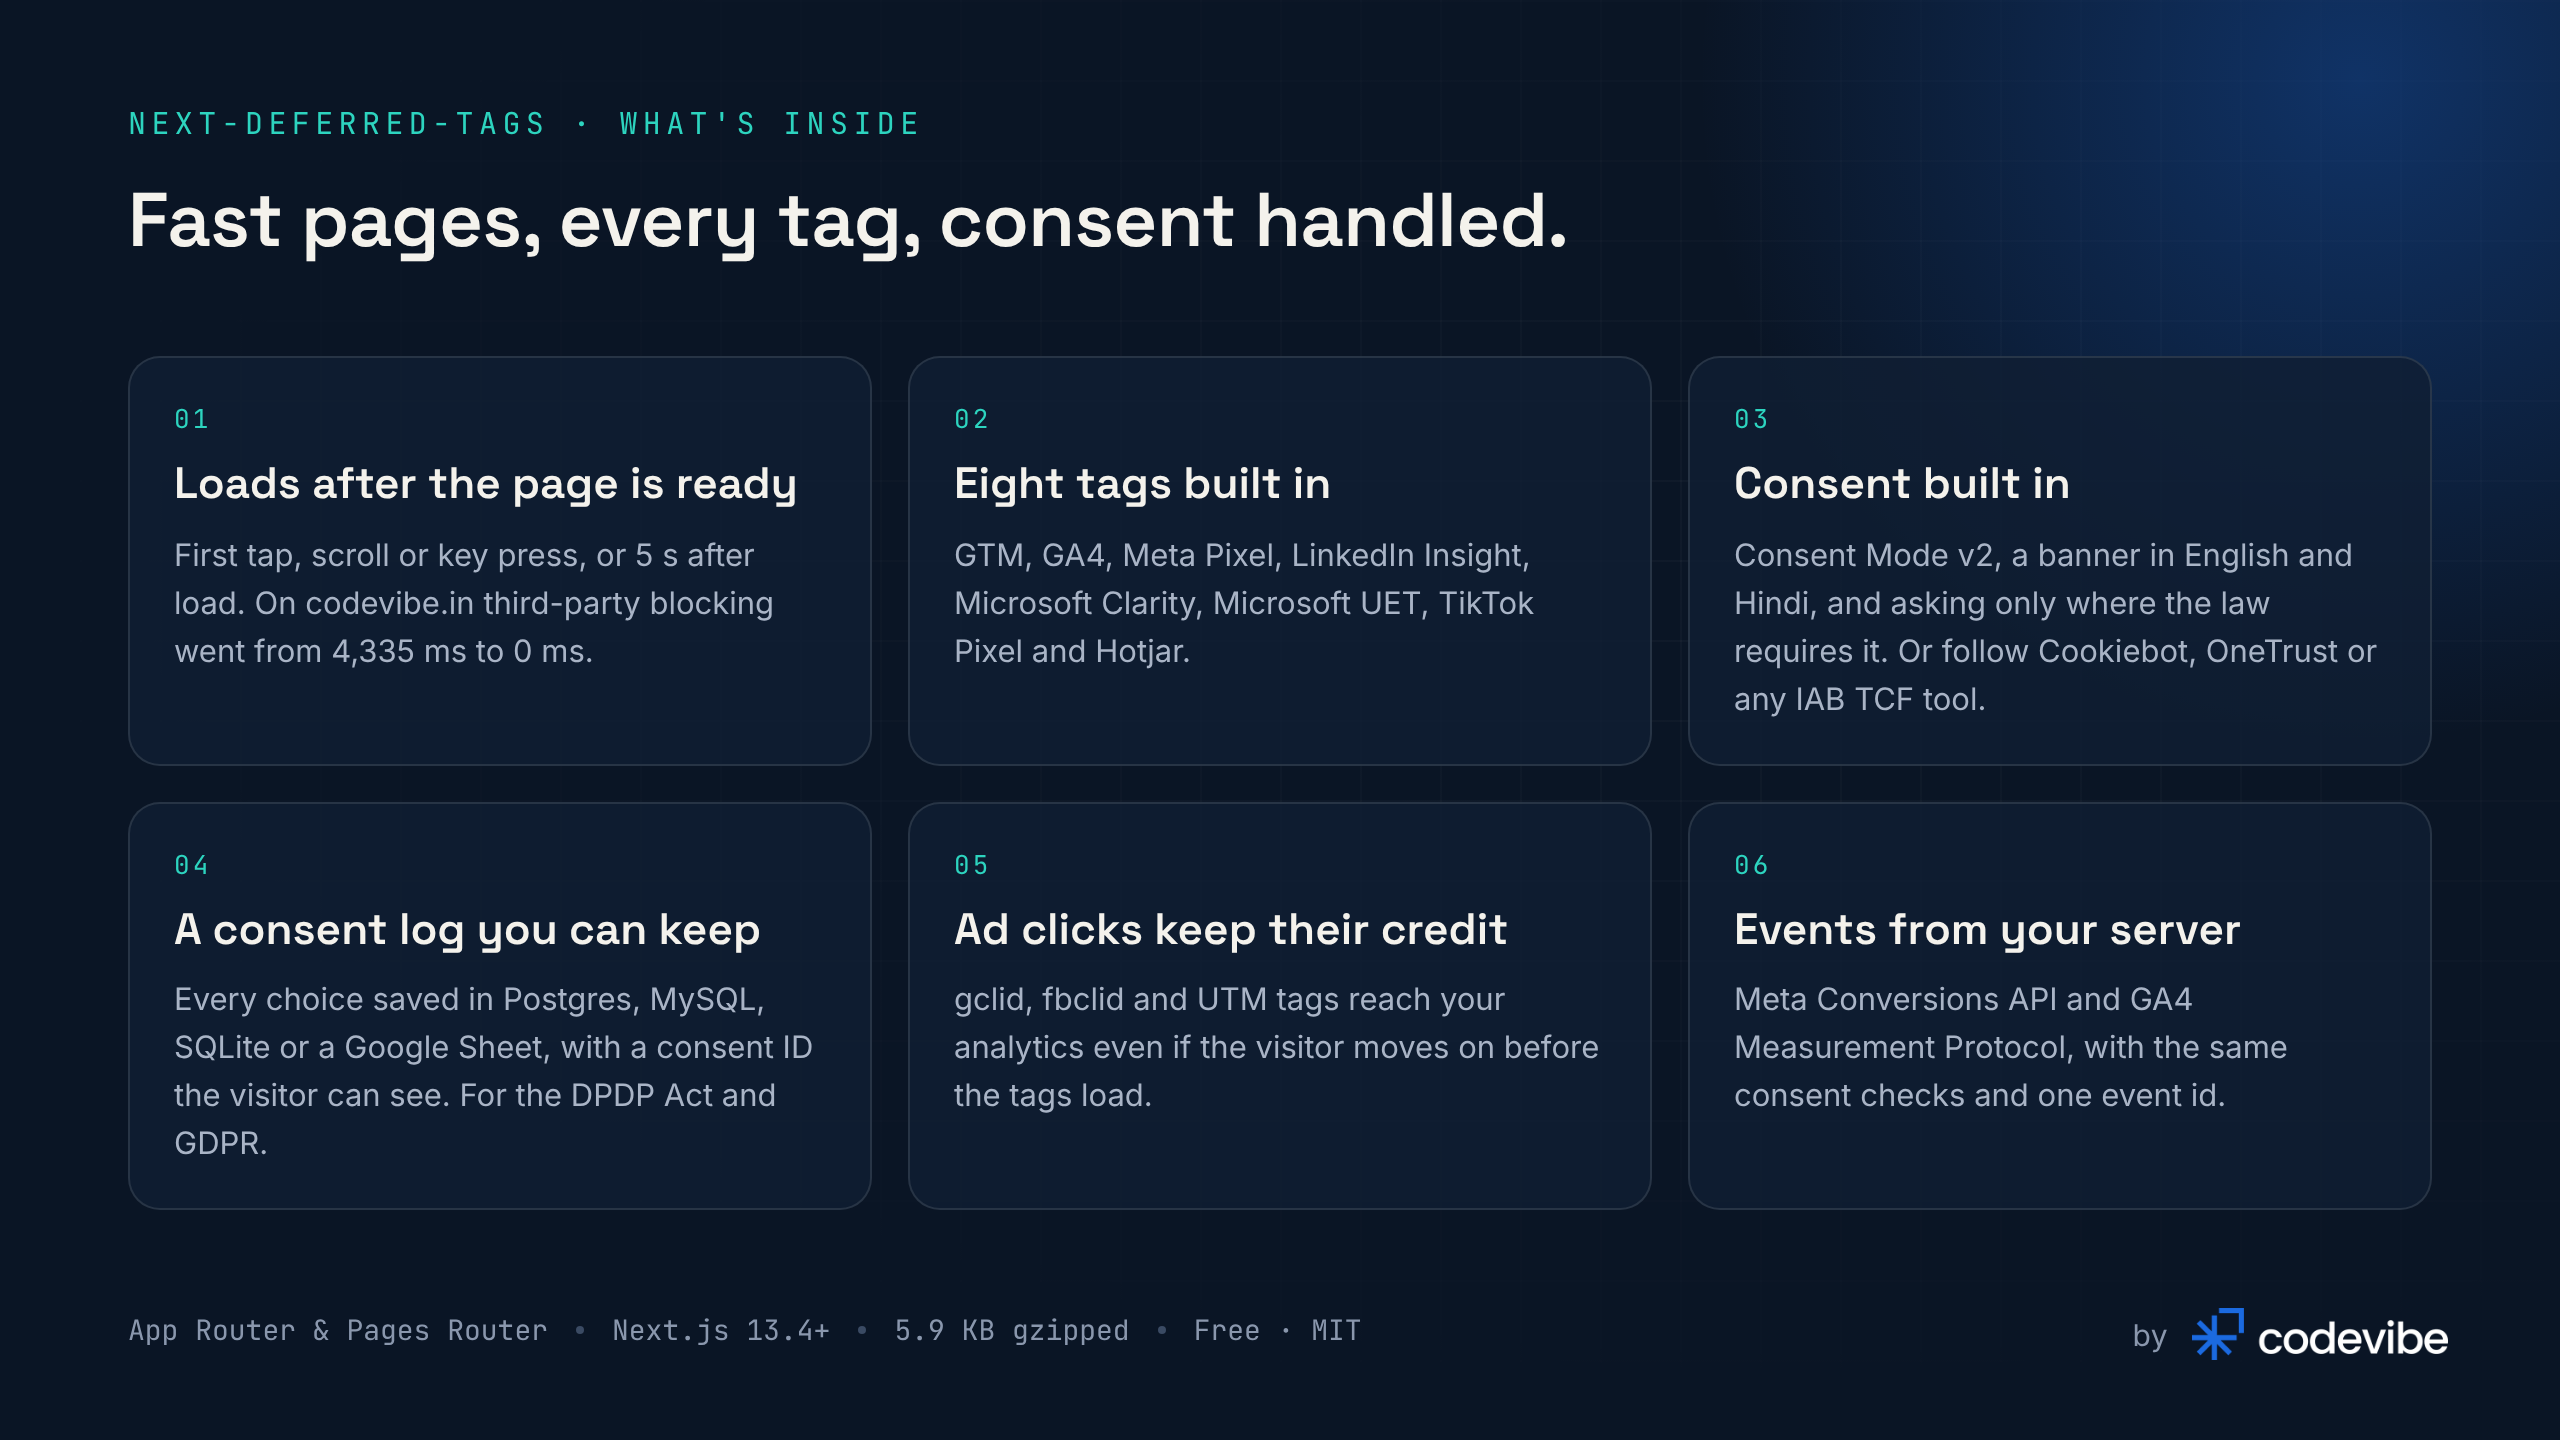 NEXT-DEFERRED-TAGS · WHAT'S INSIDE
Fast pages, every tag, consent handled.
01
Loads after the page is ready
First tap, scroll or key press, or 5 s after
load. On codevibe.in third-party blocking
went from 4,335 ms to 0 ms.
02
Eight tags built in
GTM, GA4, Meta Pixel, LinkedIn Insight,
Microsoft Clarity, Microsoft UET, TikTok
Pixel and Hotjar.
03
Consent built in
Consent Mode v2, a banner in English and
Hindi, and asking only where the law
requires it. Or follow Cookiebot, OneTrust or
any IAB TCF tool.
04
A consent log you can keep
Every choice saved in Postgres, MySQL,
SQLite or a Google Sheet, with a consent ID
the visitor can see. For the DPDP Act and
GDPR.
05
Ad clicks keep their credit
gclid, fbclid and UTM tags reach your
analytics even if the visitor moves on before
the tags load.
06
Events from your server
Meta Conversions API and GA4
Measurement Protocol, with the same
consent checks and one event id.
App Router & Pages Router • Next.js 13.4+ • 5.9 KB gzipped • Free · MIT
by codevibe